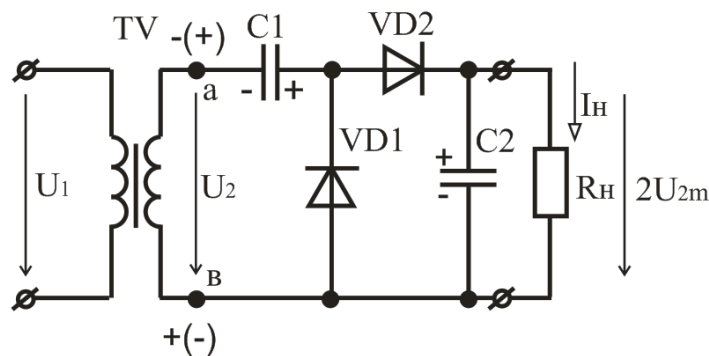 TV -(+) C1 VD2
a - +
U1 U2 VD1 + - C2 IН RН 2U2m
в
+(-)